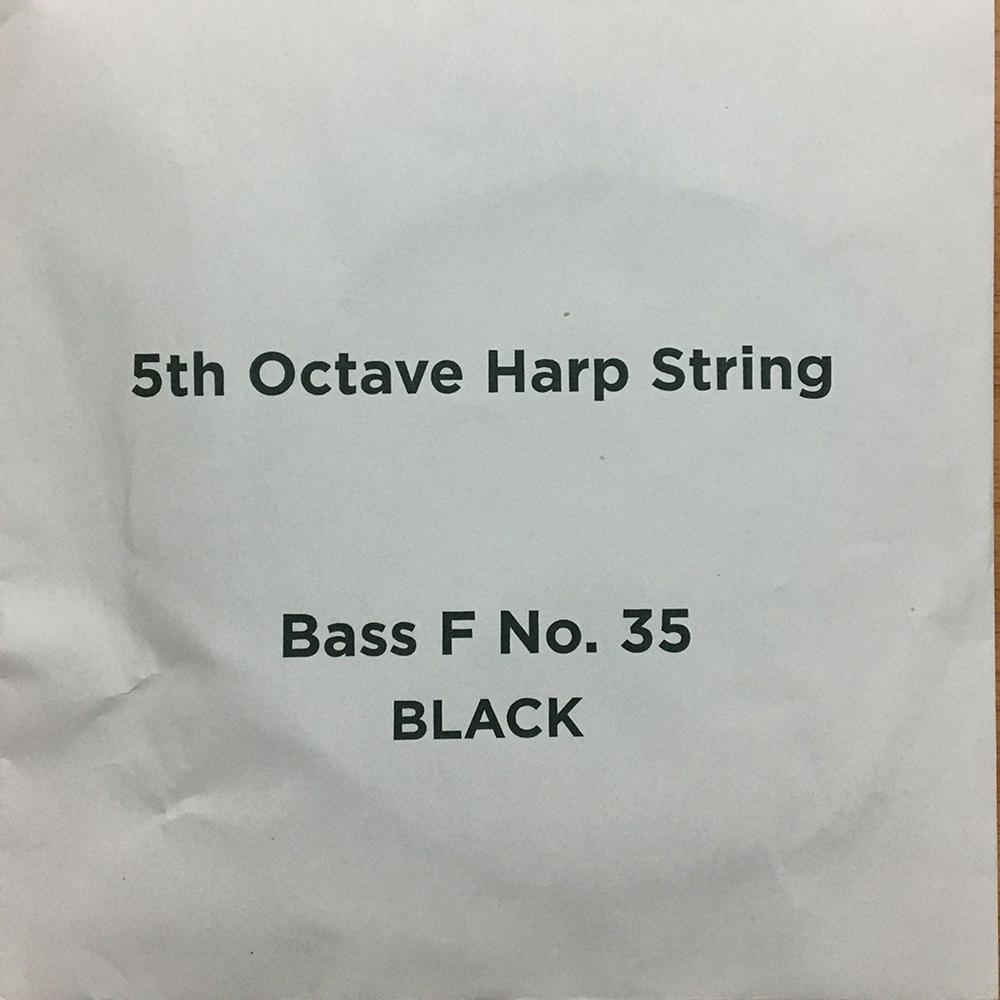 5th Octave Harp String
Bass F No. 35
BLACK